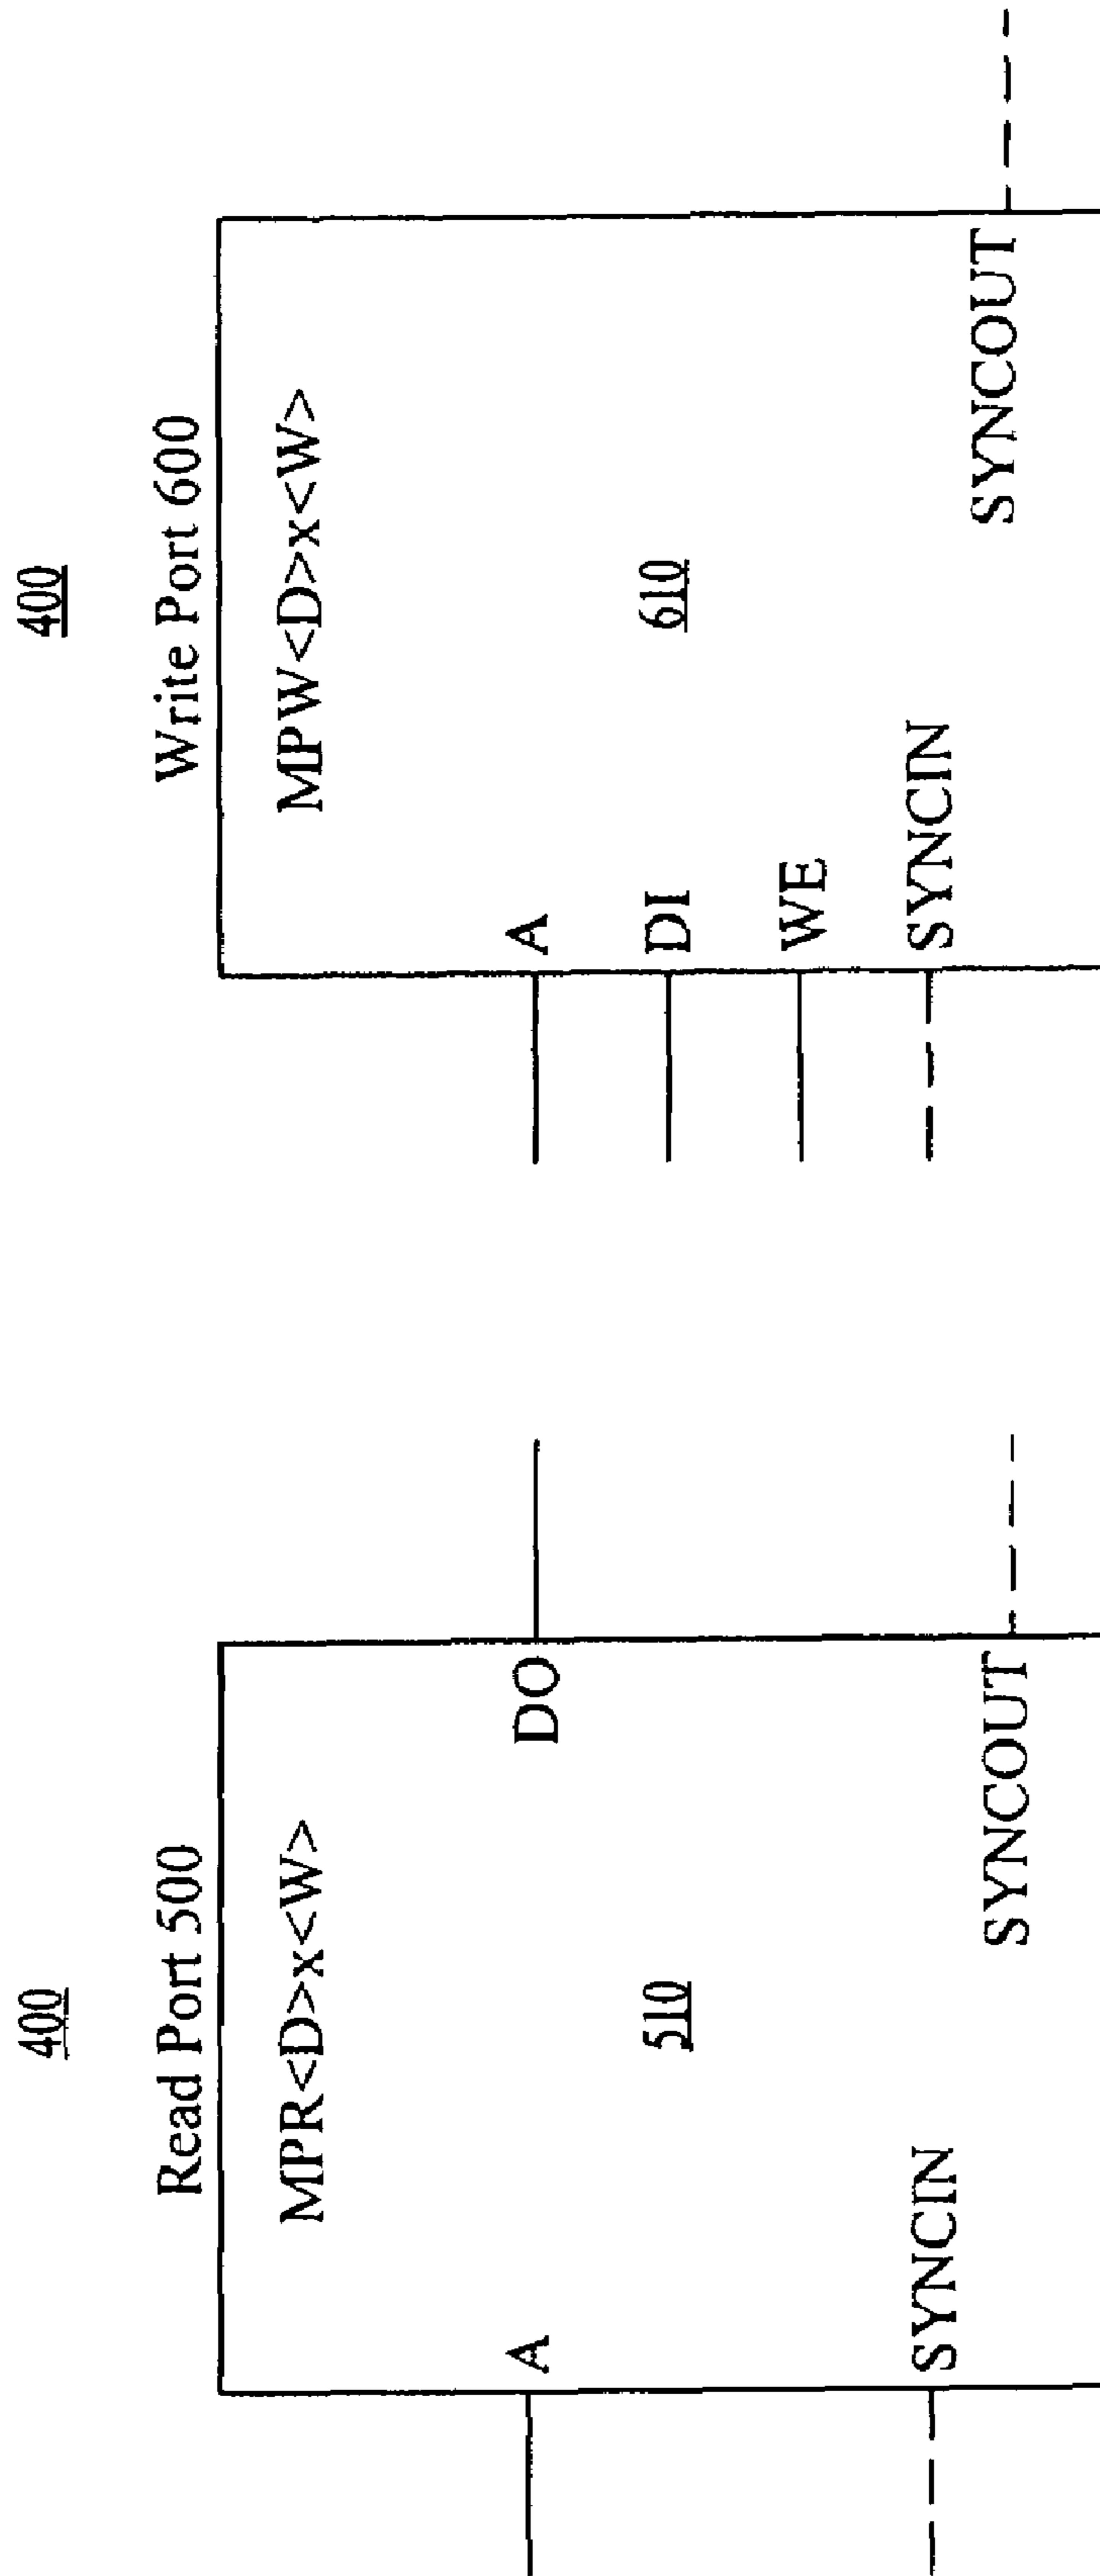 400
Read Port 500
MPR<D>x<W>
A
DO
510
SYNCIN
SYNCOUT
400
Write Port 600
MPW<D>x<W>
A
DI
610
WE
SYNCIN
SYNCOUT